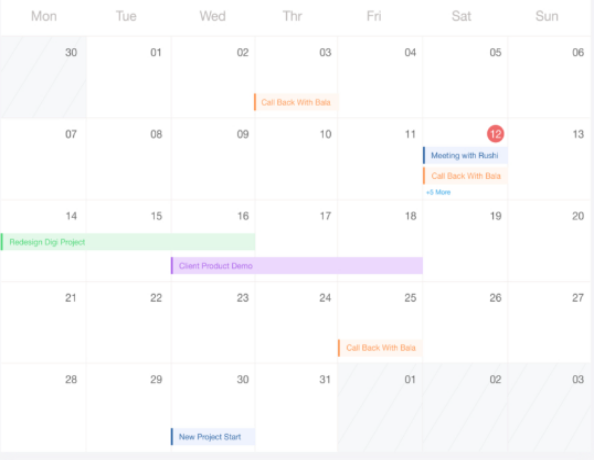 Mon Tue Wed Thr Fri Sat Sun
30 01 02 03 04 05 06
Call Back With Bala
07 08 09 10 11 12 13
Meeting with Rushi
Call Back With Bala
+5 More
14 15 16 17 18 19 20
Redesign Digi Project
Client Product Demo
21 22 23 24 25 26 27
Call Back With Bala
28 29 30 31 01 02 03
New Project Start